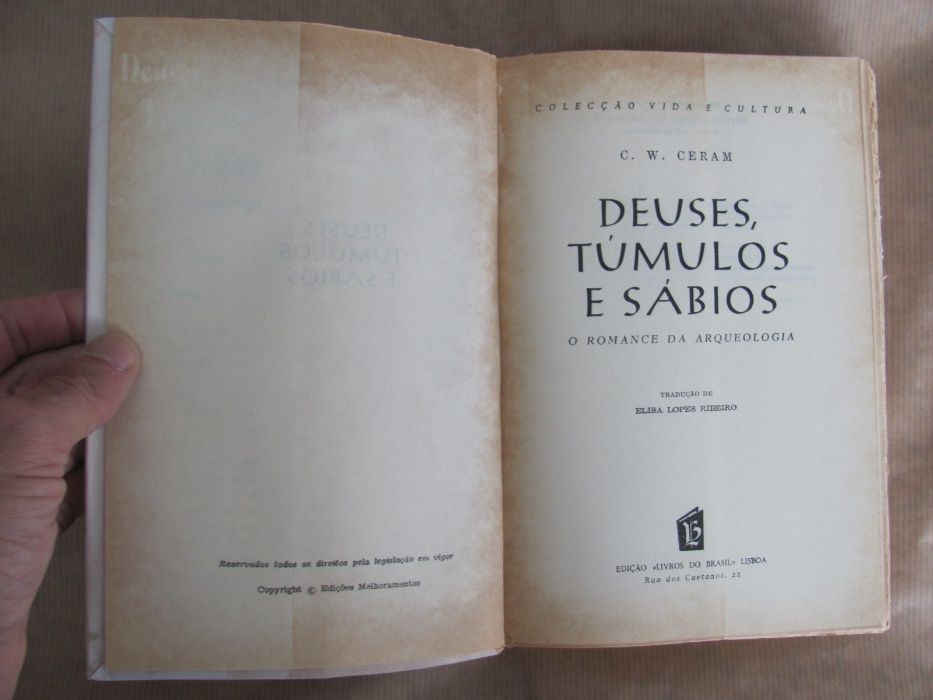 Reservados todos os direitos pela legislação em vigor
Copyright © Edições Melhoramentos
COLECÇÃO VIDA E CULTURA
C. W. CERAM
DEUSES,
TÚMULOS
E SÁBIOS
O ROMANCE DA ARQUEOLOGIA
TRADUÇÃO DE
ELISA LOPES RIBEIRO
EDIÇÃO «LIVROS DO BRASIL» LISBOA
Rua dos Caetanos, 22